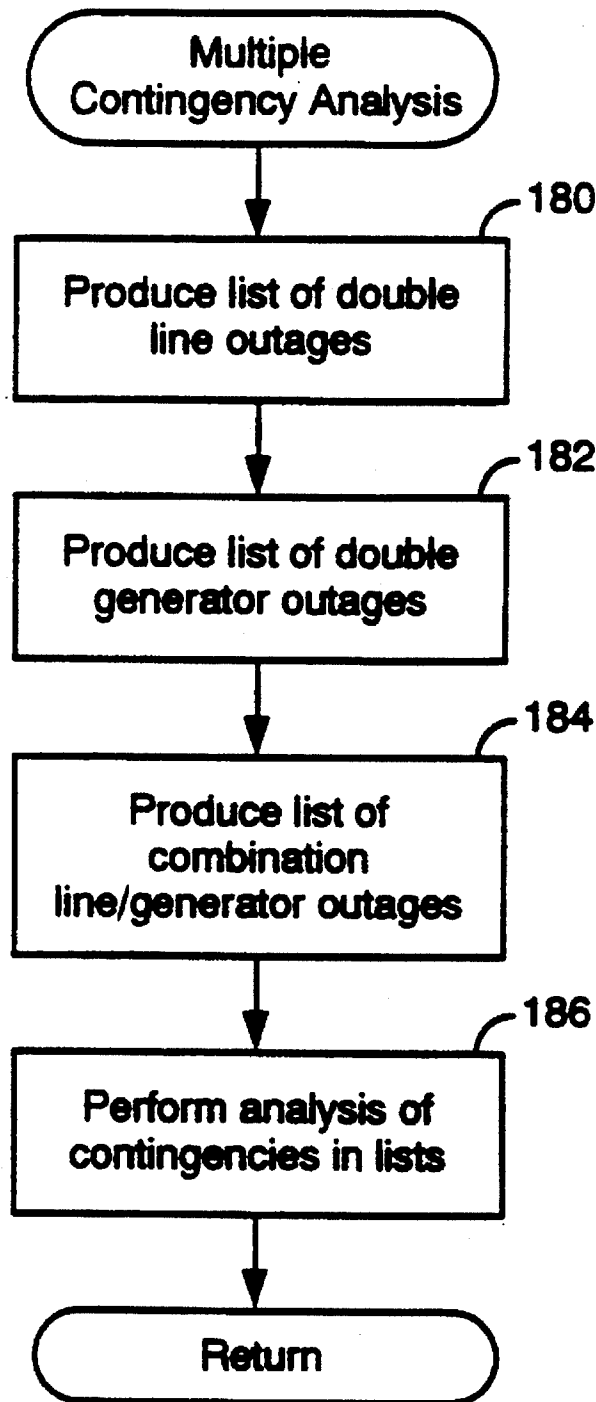 Multiple
Contingency Analysis
180
Produce list of double
line outages
182
Produce list of double
generator outages
184
Produce list of
combination
line/generator outages
186
Perform analysis of
contingencies in lists
Return